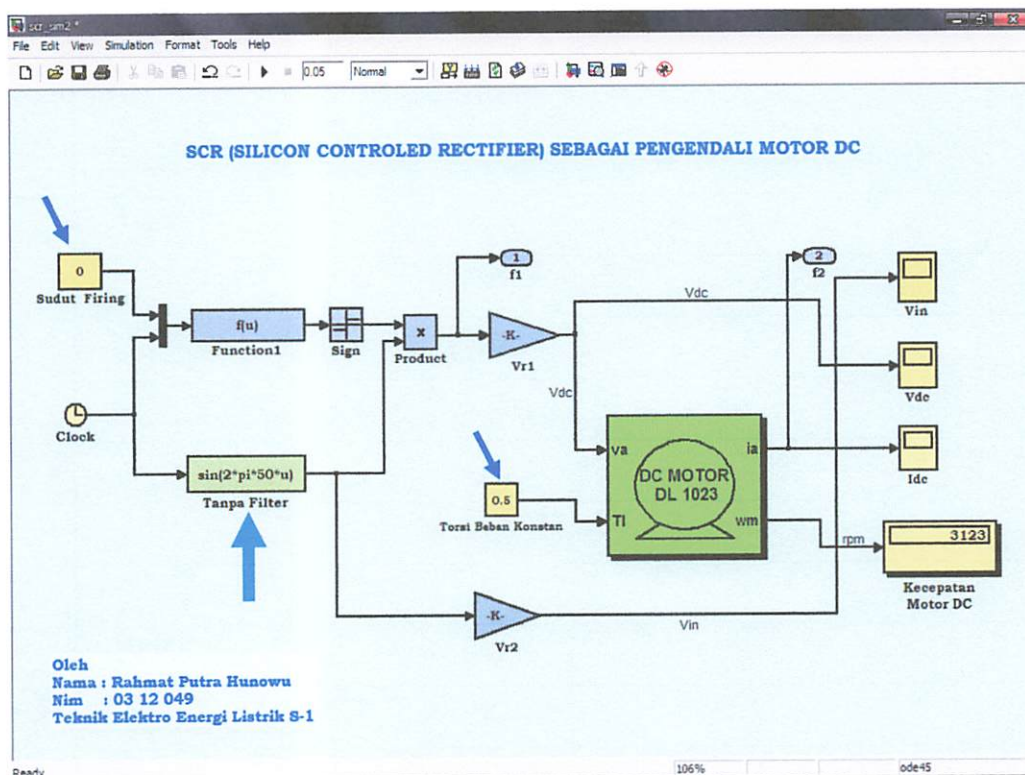 scr_sim2 *
File Edit View Simulation Format Tools Help
0.05 Normal
SCR (SILICON CONTROLED RECTIFIER) SEBAGAI PENGENDALI MOTOR DC
0
Sudut Firing
f(u)
Function1
Sign
x
Product
1
f1
-K-
Vr1
Vdc
Vdc
2
f2
Vin
Vdc
Idc
Clock
sin(2*pi*50*u)
Tanpa Filter
0.5
Torsi Beban Konstan
va
Tl
DC MOTOR
DL 1023
ia
wm
rpm
3123
Kecepatan
Motor DC
-K-
Vr2
Vin
Oleh
Nama : Rahmat Putra Hunowu
Nim : 03 12 049
Teknik Elektro Energi Listrik S-1
Ready
106%
ode45